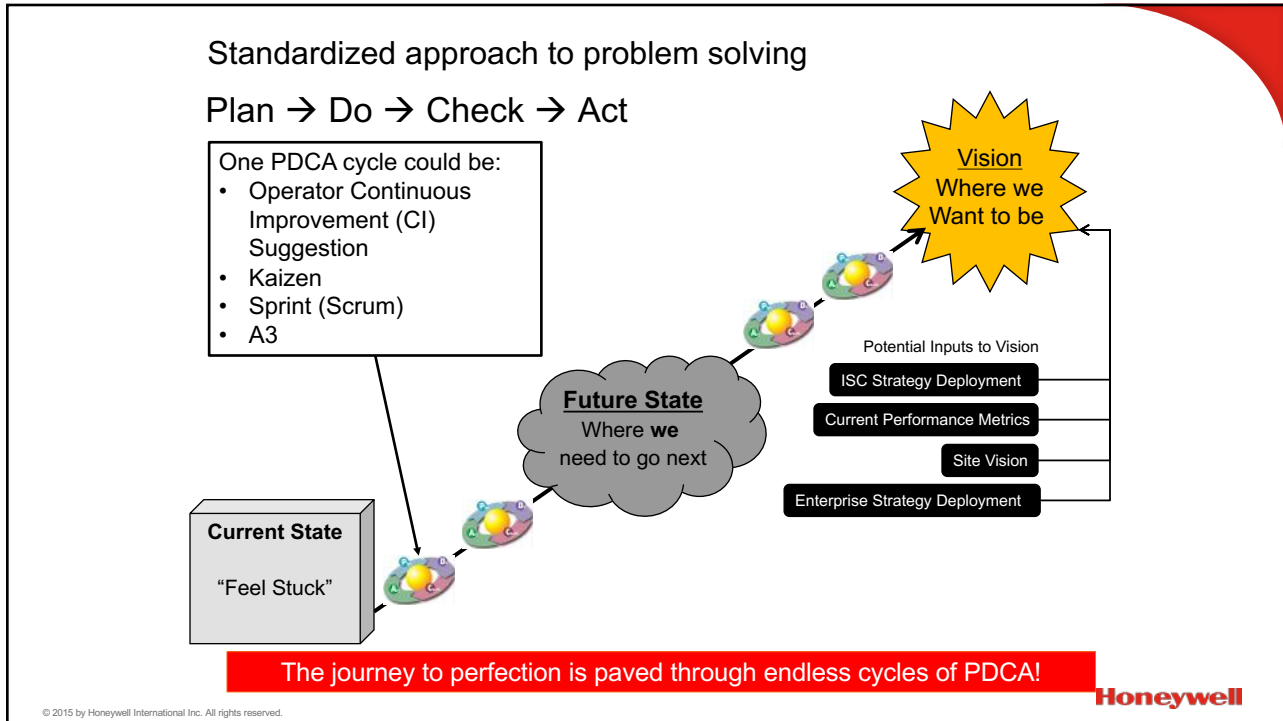 Standardized approach to problem solving
Plan → Do → Check → Act
One PDCA cycle could be:
• Operator Continuous
Improvement (CI)
Suggestion
• Kaizen
• Sprint (Scrum)
• A3
Vision
Where we
Want to be
Potential Inputs to Vision
ISC Strategy Deployment
Current Performance Metrics
Site Vision
Enterprise Strategy Deployment
Future State
Where we
need to go next
Current State
“Feel Stuck”
The journey to perfection is paved through endless cycles of PDCA!
Honeywell
© 2015 by Honeywell International Inc. All rights reserved.